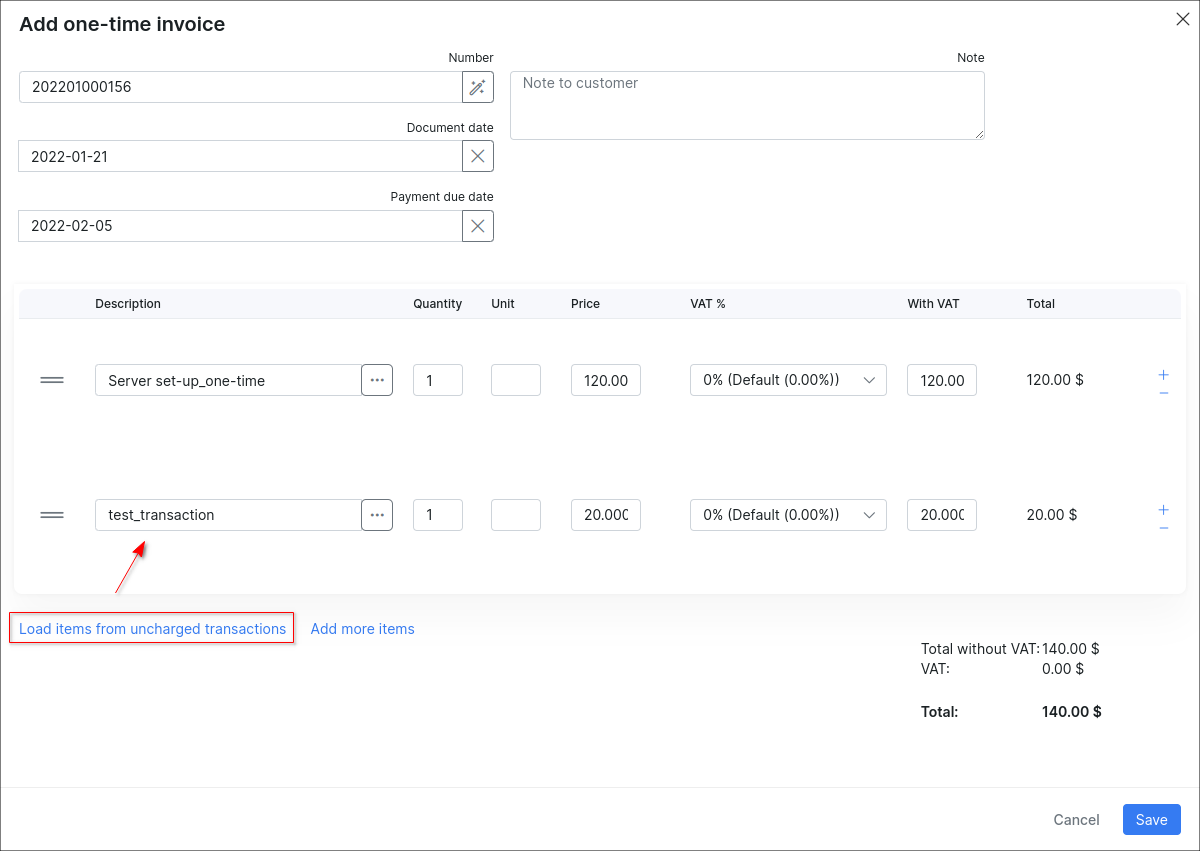 Add one-time invoice
Number
202201000156
Document date
2022-01-21
Payment due date
2022-02-05
Note
Note to customer
Description Quantity Unit Price VAT % With VAT Total
Server set-up_one-time ... 1 120.00 0% (Default (0.00%)) 120.00 120.00 $ + −
test_transaction ... 1 20.000 0% (Default (0.00%)) 20.000 20.00 $ + −
Load items from uncharged transactions Add more items
Total without VAT: 140.00 $
VAT: 0.00 $
Total: 140.00 $
Cancel Save